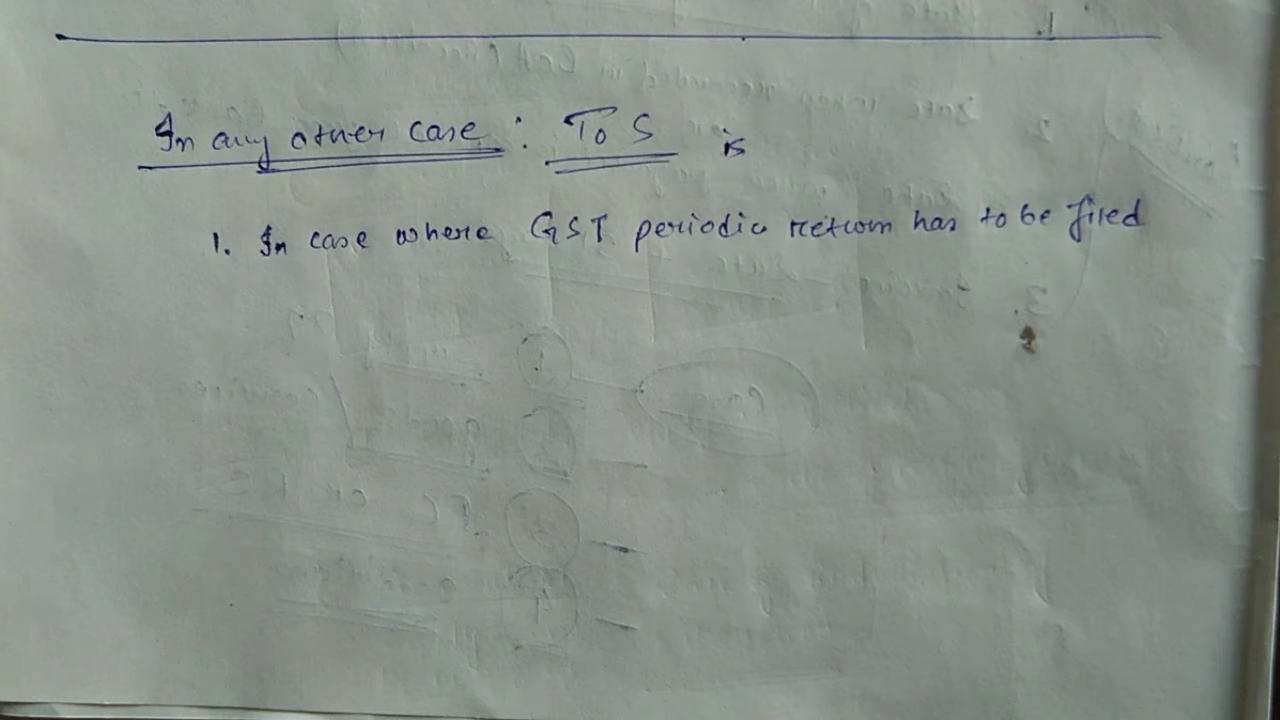 In any other case : ToS is
1. In case where GST periodic return has to be filed